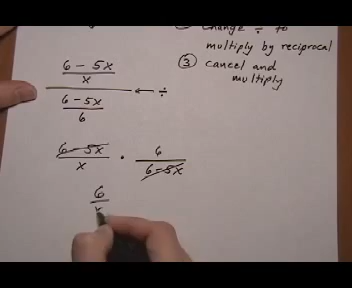 ② change ÷ to
multiply by reciprocal
③ cancel and
multiply
6 - 5x
x
6 - 5x
6
← ÷
6 - 5x
x
·
6
6 - 5x
6
x